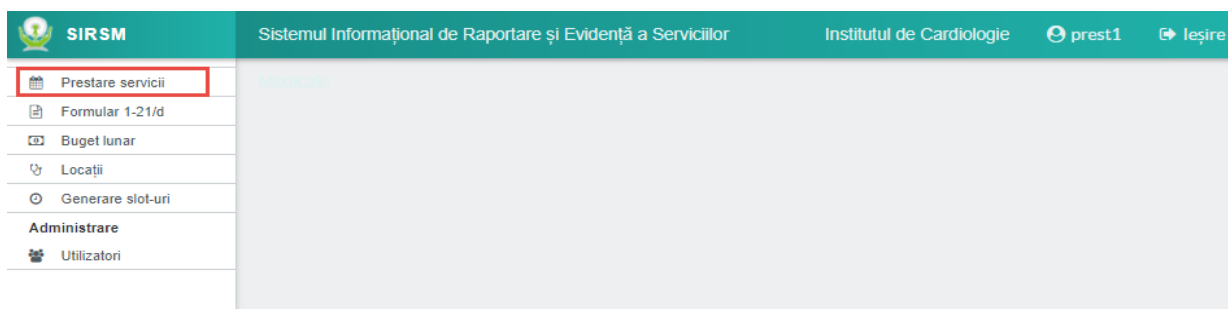 SIRSM
Sistemul Informațional de Raportare și Evidență a Serviciilor
Institutul de Cardiologie
prest1
Ieșire
Prestare servicii
Formular 1-21/d
Buget lunar
Locații
Generare slot-uri
Administrare
Utilizatori